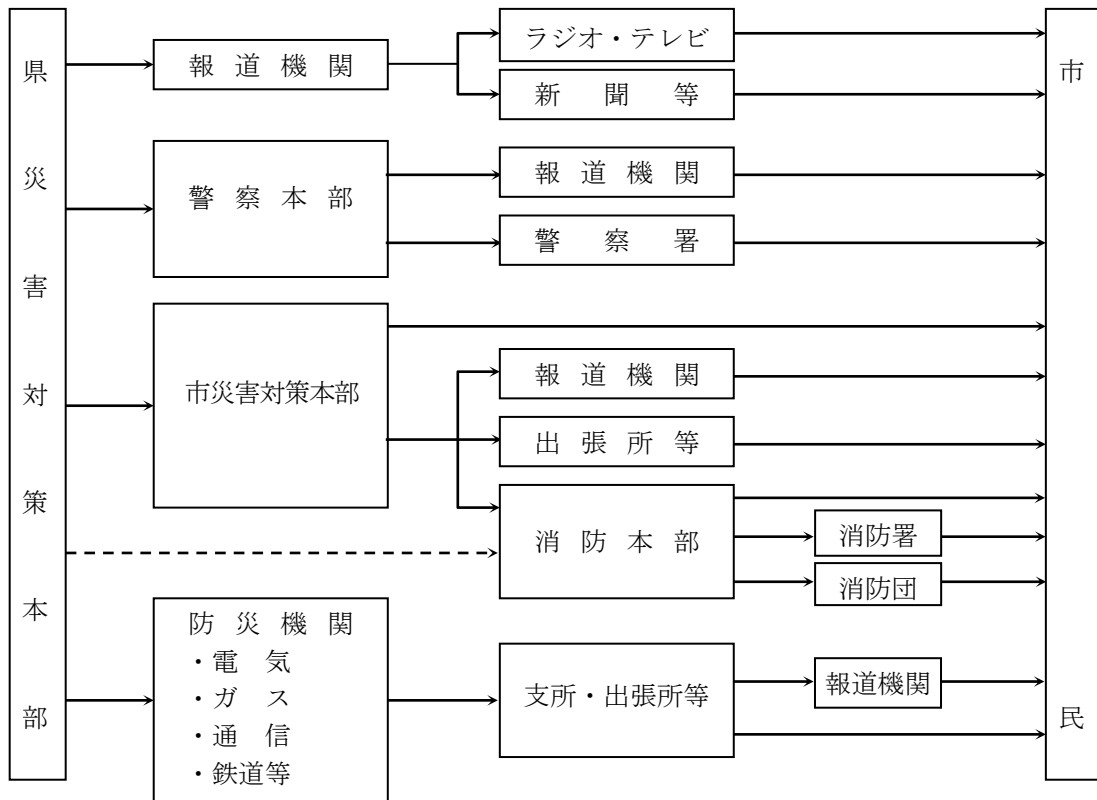 県災害対策本部
報道機関
ラジオ・テレビ
新聞等
警察本部
報道機関
警察署
市災害対策本部
報道機関
出張所等
消防本部
消防署
消防団
防災機関
・電気
・ガス
・通信
・鉄道等
支所・出張所等
報道機関
市民